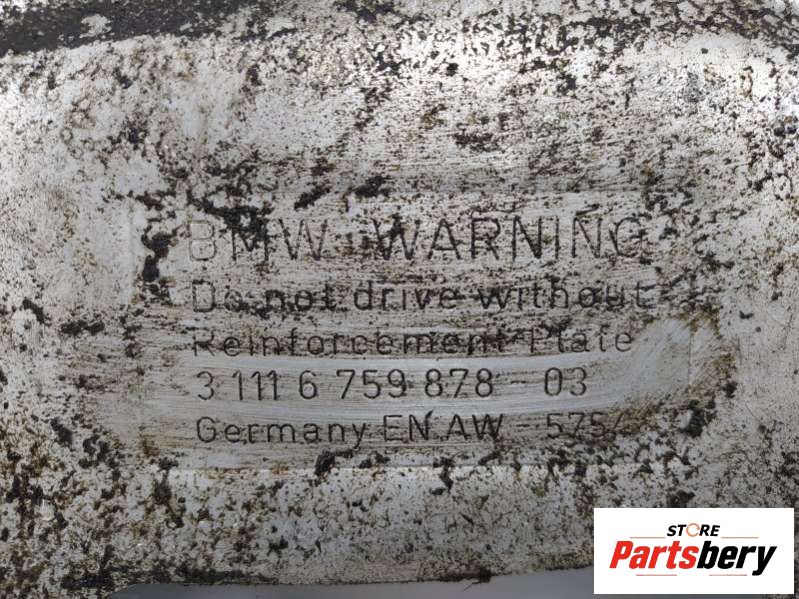 BMW WARNING
Do not drive without
Reinforcement Plate
3 111 6 759 878 - 03
Germany EN AW - 5754
STORE
Partsbery